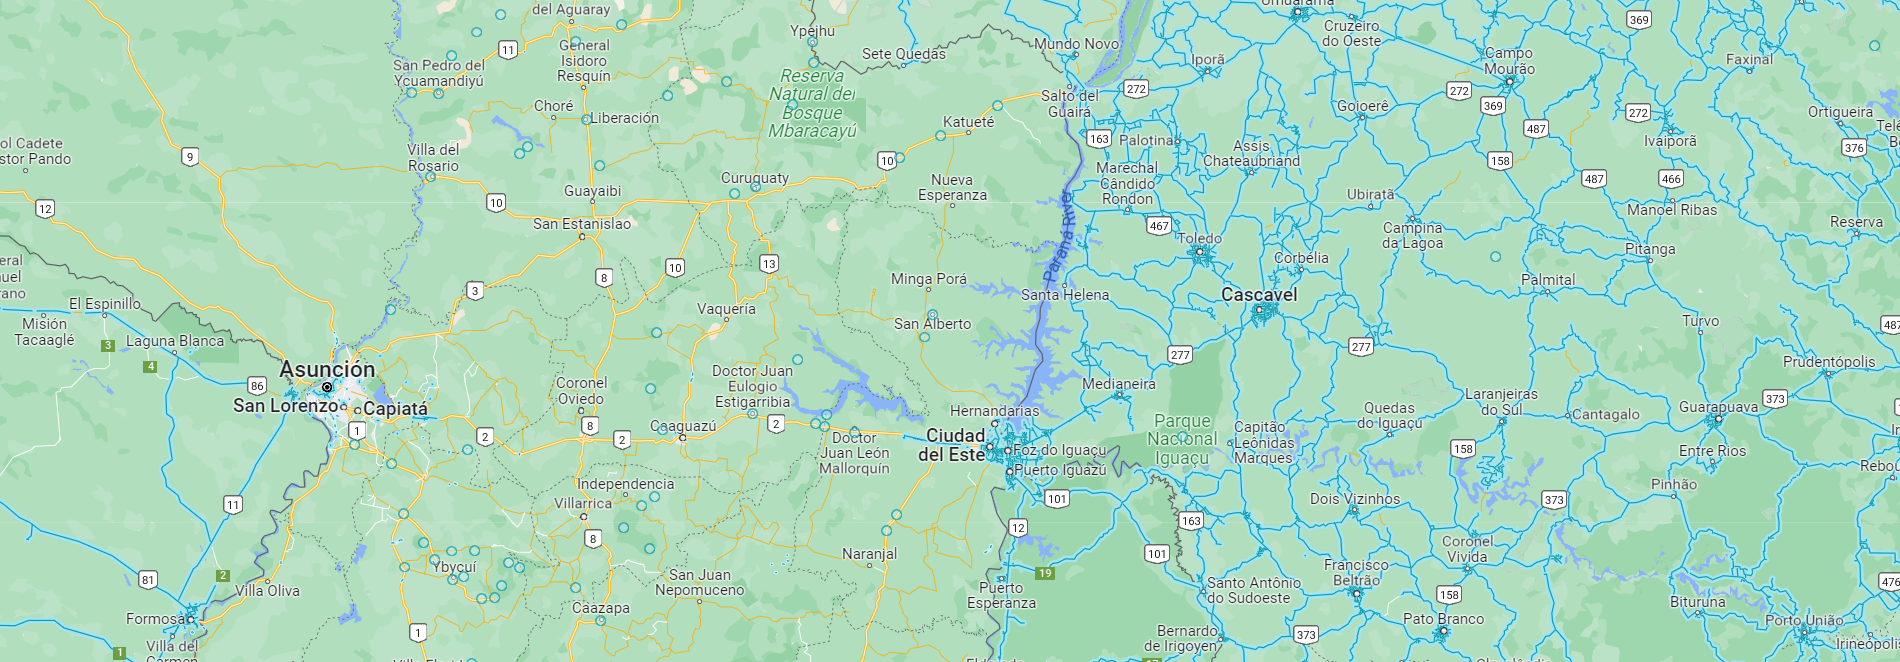 del Aguaray
11
General
Isidoro
Resquín
San Pedro del
Ycuamandiyú
Choré
Liberación
Ypejhu
Sete Quedas
Reserva
Natural del
Bosque
Mbaracayú
Mundo Novo
Salto del
Guairá
Katueté
272
163
Iporã
Cruzeiro
do Oeste
369
Campo
Mourão
Faxinal
272
369
487
272
Goioerê
Ortigueira
376
Ivaiporã
Palotina
Assis
Chateaubriand
Marechal
Cândido
Rondon
158
487
466
Ubiratã
Manoel Ribas
Reserva
9
Villa del
Rosario
12
10
Guayaibi
San Estanislao
Curuguaty
10
Nueva
Esperanza
Paraná River
467
Toledo
Campina
da Lagoa
Pitanga
Corbélia
Palmital
Cascavel
Santa Helena
Minga Porá
San Alberto
8
10
13
3
Vaquería
El Espinillo
Misión
Tacaaglé
Laguna Blanca
3
4
86
Asunción
San Lorenzo
Capiatá
1
2
Coronel
Oviedo
8
2
Caaguazú
Doctor Juan
Eulogio
Estigarribia
2
Doctor
Juan León
Mallorquín
Hernandarias
Ciudad
del Este
Foz do Iguaçu
Puerto Iguazú
Medianeira
277
277
Turvo
487
Prudentópolis
Laranjeiras
do Sul
Cantagalo
Guarapuava
373
Quedas
do Iguaçu
Parque
Nacional
Iguaçu
Capitão
Leônidas
Marques
158
Entre Rios
Pinhão
Dois Vizinhos
373
101
12
163
101
Independencia
Villarrica
8
11
81
2
Villa Oliva
Formosa
Villa del
Carmen
1
Ybycuí
1
Caazapa
San Juan
Nepomuceno
Naranjal
19
Puerto
Esperanza
Santo Antônio
do Sudoeste
Francisco
Beltrão
Coronel
Vivida
158
Pato Branco
373
Bernardo
de Irigoyen
Bituruna
476
Porto União